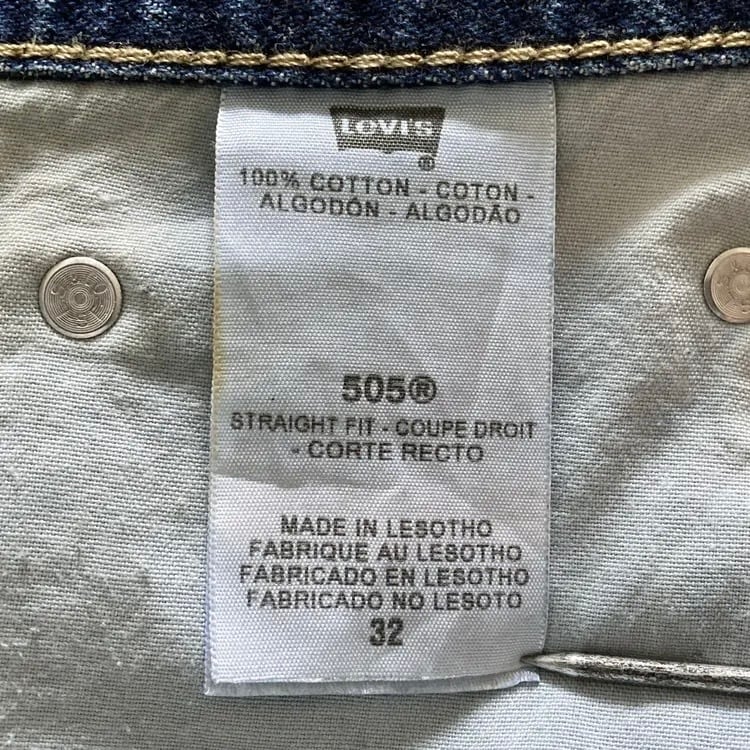 LOVI'S
®
100% COTTON - COTON -
ALGODÓN - ALGODÃO
505®
STRAIGHT FIT - COUPE DROIT
- CORTE RECTO
MADE IN LESOTHO
FABRIQUE AU LESOTHO
FABRICADO EN LESOTHO
FABRICADO NO LESOTO
32